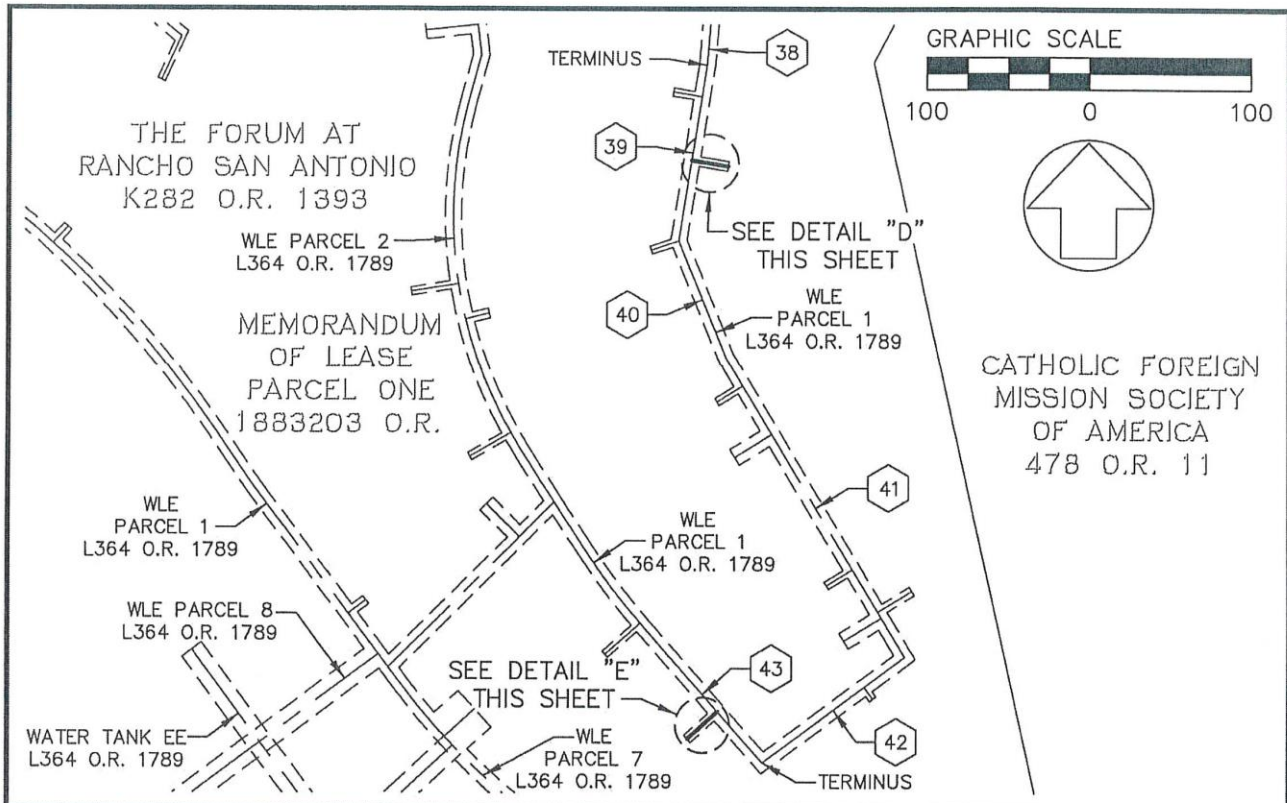 GRAPHIC SCALE
100 0 100
TERMINUS
38
THE FORUM AT
RANCHO SAN ANTONIO
K282 O.R. 1393
39
WLE PARCEL 2
L364 O.R. 1789
SEE DETAIL "D"
THIS SHEET
40
WLE
PARCEL 1
L364 O.R. 1789
MEMORANDUM
OF LEASE
PARCEL ONE
1883203 O.R.
CATHOLIC FOREIGN
MISSION SOCIETY
OF AMERICA
478 O.R. 11
41
WLE
PARCEL 1
L364 O.R. 1789
WLE
PARCEL 1
L364 O.R. 1789
WLE PARCEL 8
L364 O.R. 1789
SEE DETAIL "E"
THIS SHEET
43
WATER TANK EE
L364 O.R. 1789
WLE
PARCEL 7
L364 O.R. 1789
42
TERMINUS